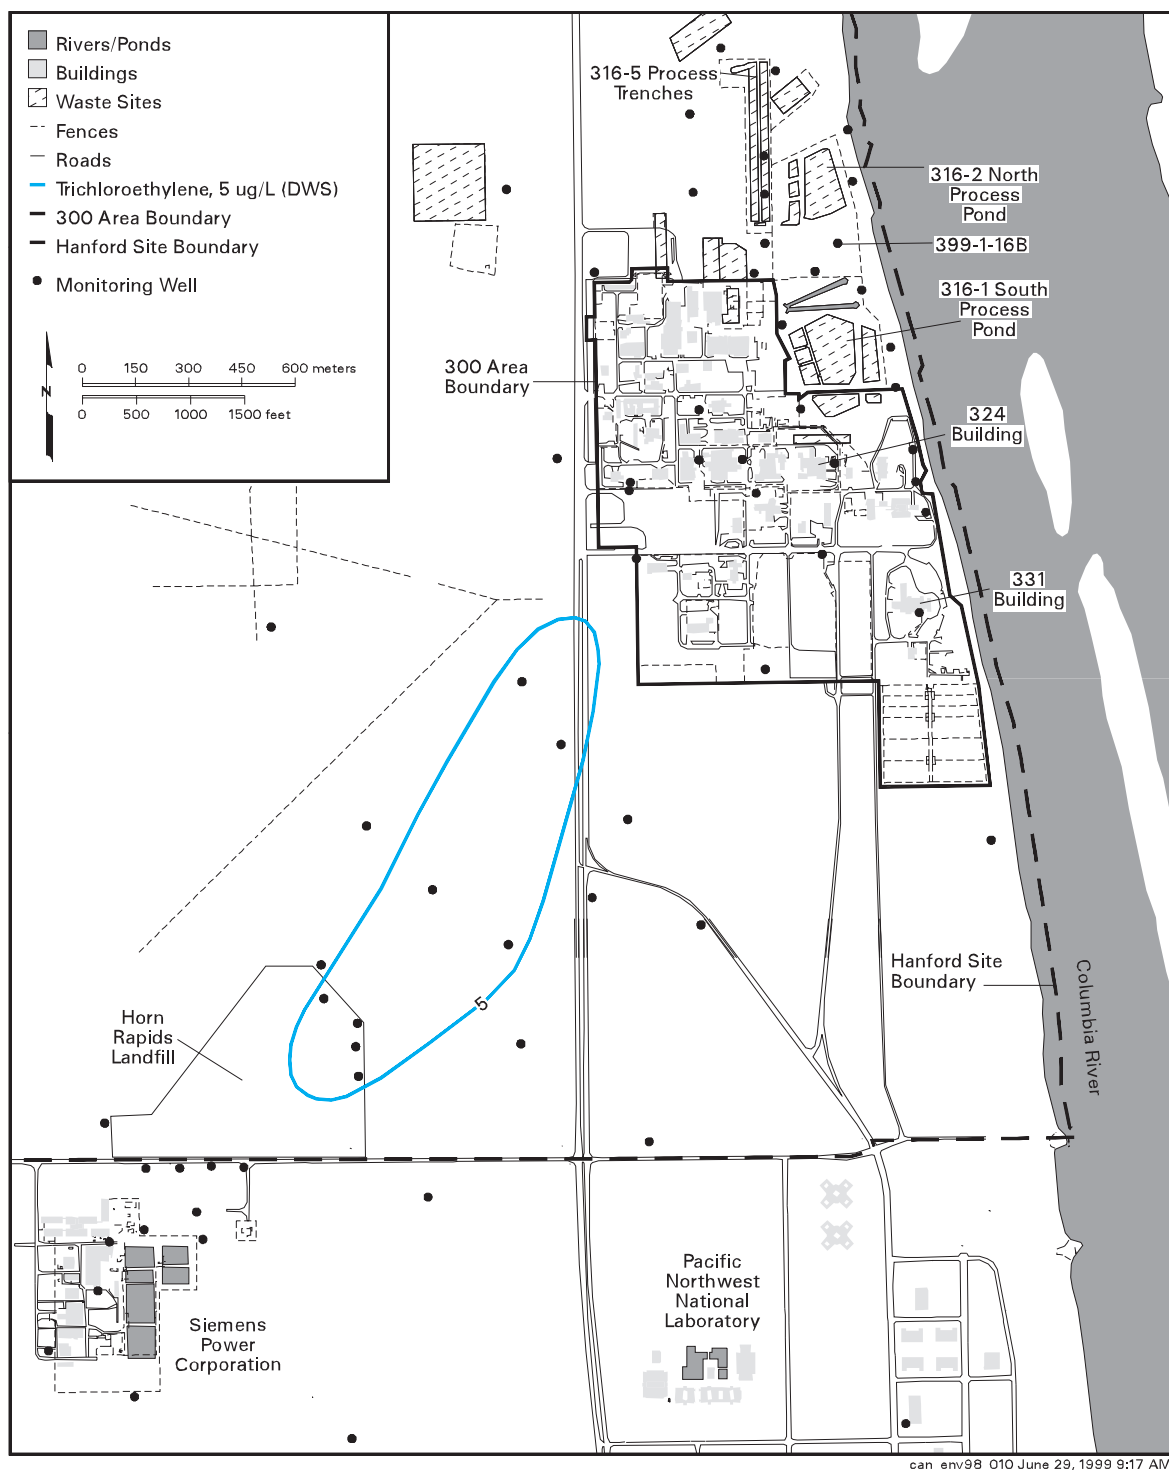 Rivers/Ponds
Buildings
Waste Sites
Fences
Roads
Trichloroethylene, 5 ug/L (DWS)
300 Area Boundary
Hanford Site Boundary
Monitoring Well
N
0 150 300 450 600 meters
0 500 1000 1500 feet
316-5 Process
Trenches
316-2 North
Process
Pond
399-1-16B
316-1 South
Process
Pond
300 Area
Boundary
324
Building
331
Building
Hanford Site
Boundary
Columbia River
5
Horn
Rapids
Landfill
Siemens
Power
Corporation
Pacific
Northwest
National
Laboratory
can_env98_010 June 29, 1999 9:17 AM